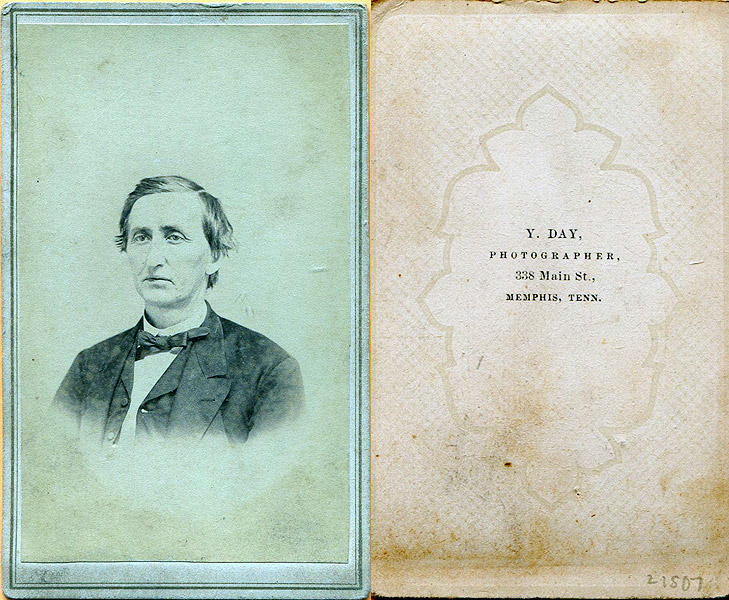 Y. DAY,
PHOTOGRAPHER,
338 Main St.,
MEMPHIS, TENN.
21507